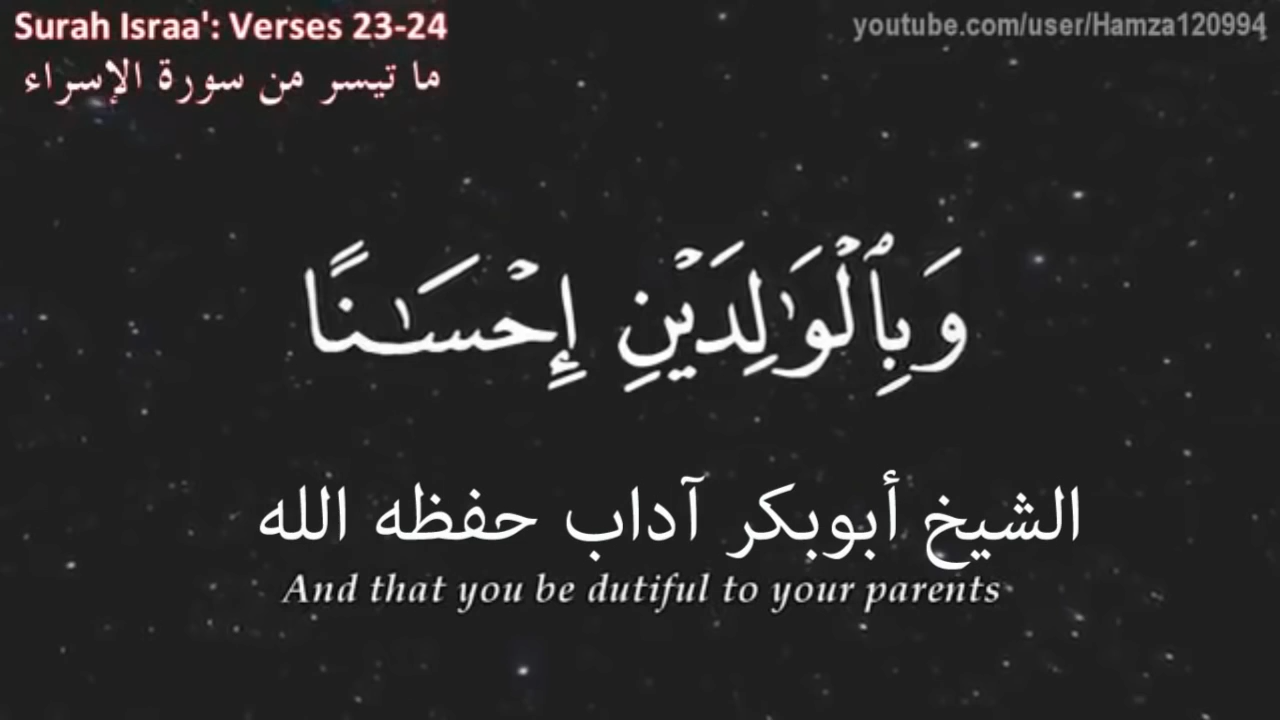 Surah Israa': Verses 23-24
youtube.com/user/Hamza120994
ما تيسر من سورة الإسراء
وَبِٱلْوَٰلِدَيْنِ إِحْسَـٰنًا
الشيخ أبوبكر آداب حفظه الله
And that you be dutiful to your parents